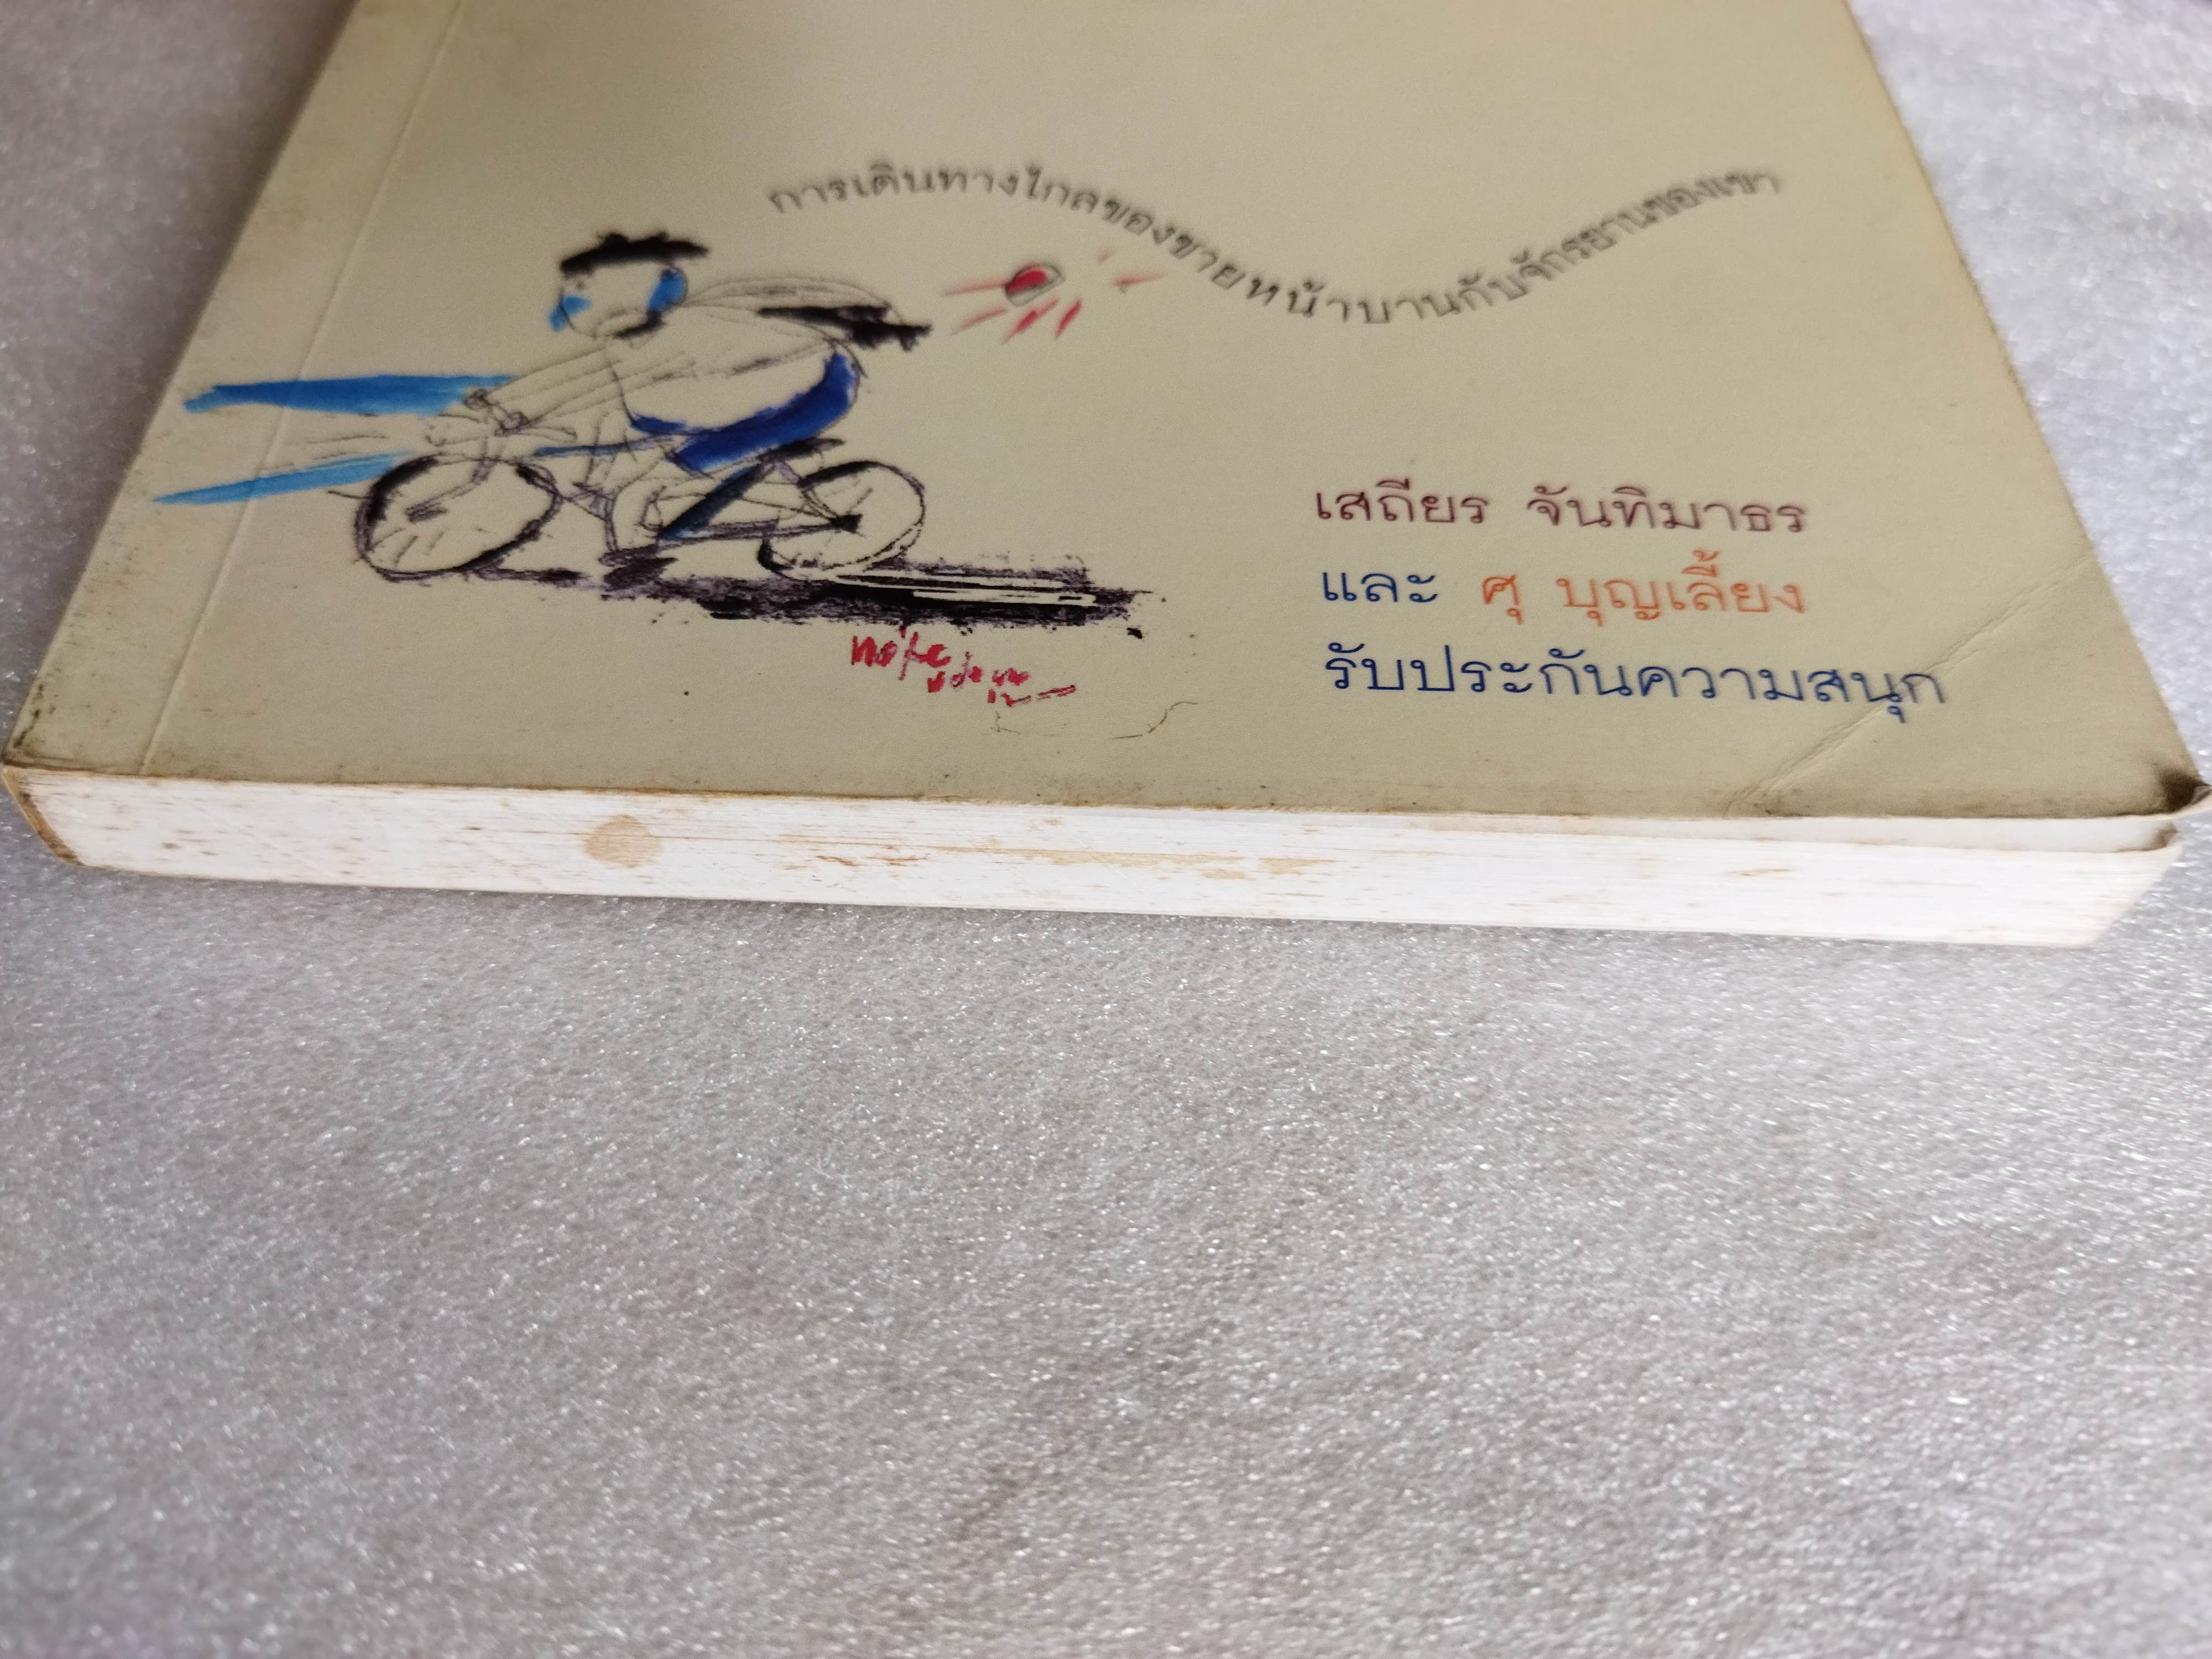 การเดินทางไกลของชายหน้าบานกับจักรยานของเขา
เสถียร จันทิมาธร
และ ศุ บุญเลี้ยง
รับประกันความสนุก
note